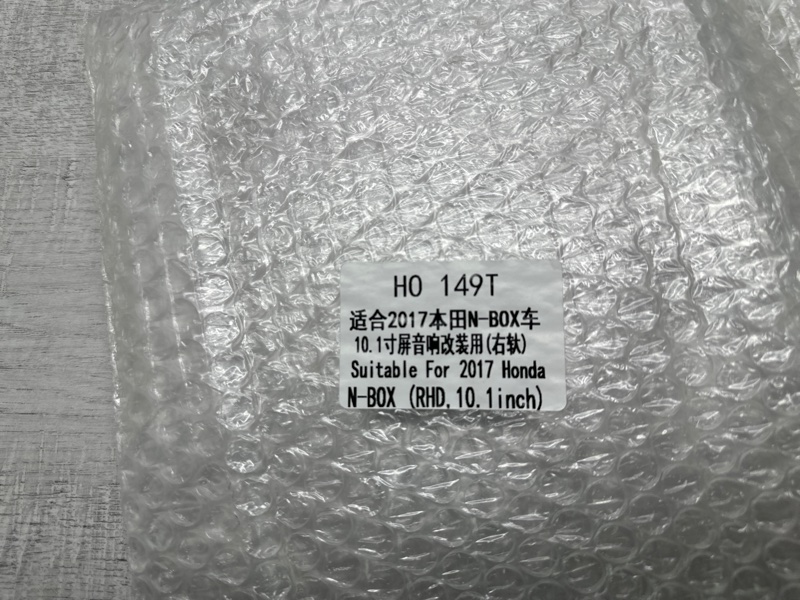 HO 149T
适合2017本田N-BOX车
10.1寸屏音响改装用(右钛)
Suitable For 2017 Honda
N-BOX (RHD,10.1inch)